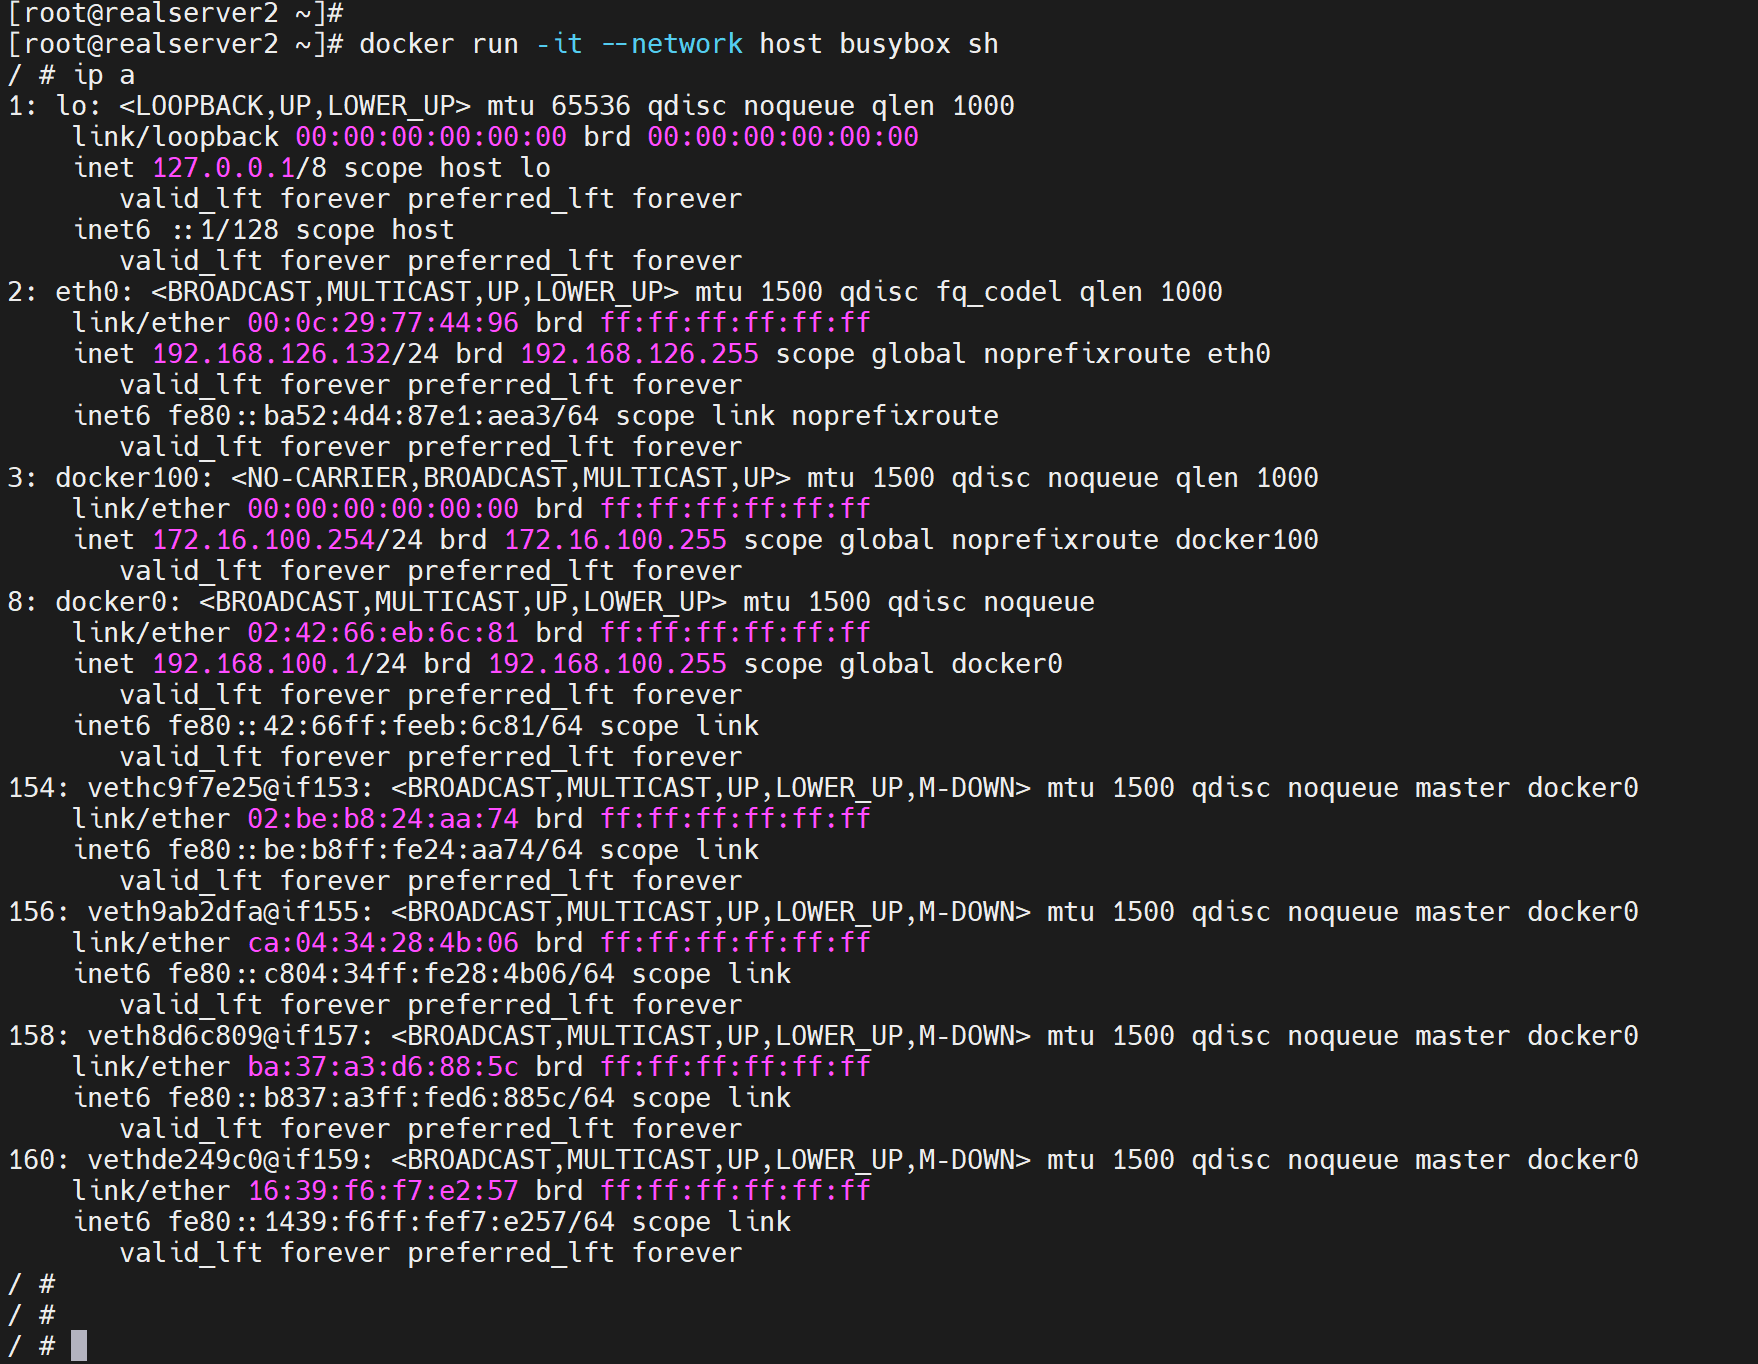 [root@realserver2 ~]#
[root@realserver2 ~]# docker run -it --network host busybox sh
/ # ip a
1: lo: <LOOPBACK,UP,LOWER_UP> mtu 65536 qdisc noqueue qlen 1000
    link/loopback 00:00:00:00:00:00 brd 00:00:00:00:00:00
    inet 127.0.0.1/8 scope host lo
       valid_lft forever preferred_lft forever
    inet6 ::1/128 scope host
       valid_lft forever preferred_lft forever
2: eth0: <BROADCAST,MULTICAST,UP,LOWER_UP> mtu 1500 qdisc fq_codel qlen 1000
    link/ether 00:0c:29:77:44:96 brd ff:ff:ff:ff:ff:ff
    inet 192.168.126.132/24 brd 192.168.126.255 scope global noprefixroute eth0
       valid_lft forever preferred_lft forever
    inet6 fe80::ba52:4d4:87e1:aea3/64 scope link noprefixroute
       valid_lft forever preferred_lft forever
3: docker100: <NO-CARRIER,BROADCAST,MULTICAST,UP> mtu 1500 qdisc noqueue qlen 1000
    link/ether 00:00:00:00:00:00 brd ff:ff:ff:ff:ff:ff
    inet 172.16.100.254/24 brd 172.16.100.255 scope global noprefixroute docker100
       valid_lft forever preferred_lft forever
8: docker0: <BROADCAST,MULTICAST,UP,LOWER_UP> mtu 1500 qdisc noqueue
    link/ether 02:42:66:eb:6c:81 brd ff:ff:ff:ff:ff:ff
    inet 192.168.100.1/24 brd 192.168.100.255 scope global docker0
       valid_lft forever preferred_lft forever
    inet6 fe80::42:66ff:feeb:6c81/64 scope link
       valid_lft forever preferred_lft forever
154: vethc9f7e25@if153: <BROADCAST,MULTICAST,UP,LOWER_UP,M-DOWN> mtu 1500 qdisc noqueue master docker0
    link/ether 02:be:b8:24:aa:74 brd ff:ff:ff:ff:ff:ff
    inet6 fe80::be:b8ff:fe24:aa74/64 scope link
       valid_lft forever preferred_lft forever
156: veth9ab2dfa@if155: <BROADCAST,MULTICAST,UP,LOWER_UP,M-DOWN> mtu 1500 qdisc noqueue master docker0
    link/ether ca:04:34:28:4b:06 brd ff:ff:ff:ff:ff:ff
    inet6 fe80::c804:34ff:fe28:4b06/64 scope link
       valid_lft forever preferred_lft forever
158: veth8d6c809@if157: <BROADCAST,MULTICAST,UP,LOWER_UP,M-DOWN> mtu 1500 qdisc noqueue master docker0
    link/ether ba:37:a3:d6:88:5c brd ff:ff:ff:ff:ff:ff
    inet6 fe80::b837:a3ff:fed6:885c/64 scope link
       valid_lft forever preferred_lft forever
160: vethde249c0@if159: <BROADCAST,MULTICAST,UP,LOWER_UP,M-DOWN> mtu 1500 qdisc noqueue master docker0
    link/ether 16:39:f6:f7:e2:57 brd ff:ff:ff:ff:ff:ff
    inet6 fe80::1439:f6ff:fef7:e257/64 scope link
       valid_lft forever preferred_lft forever
/ #
/ #
/ #